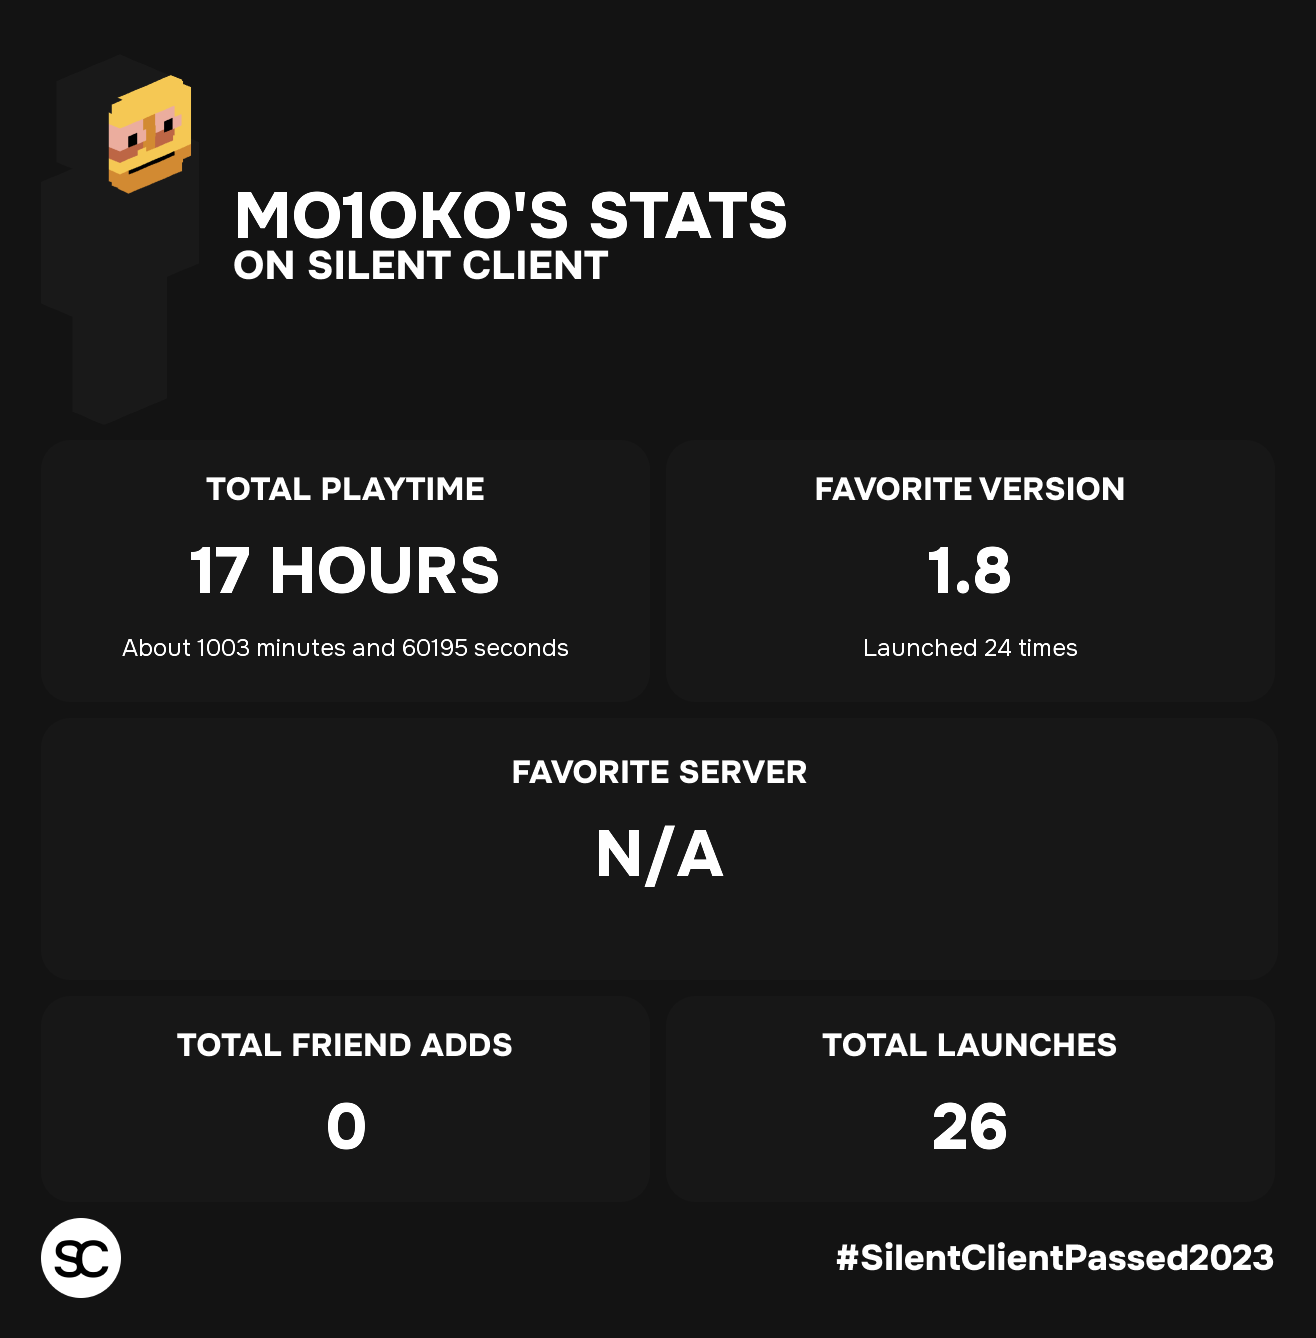 MO1OKO'S STATS
ON SILENT CLIENT
TOTAL PLAYTIME
17 HOURS
About 1003 minutes and 60195 seconds
FAVORITE VERSION
1.8
Launched 24 times
FAVORITE SERVER
N/A
TOTAL FRIEND ADDS
0
TOTAL LAUNCHES
26
SC
#SilentClientPassed2023